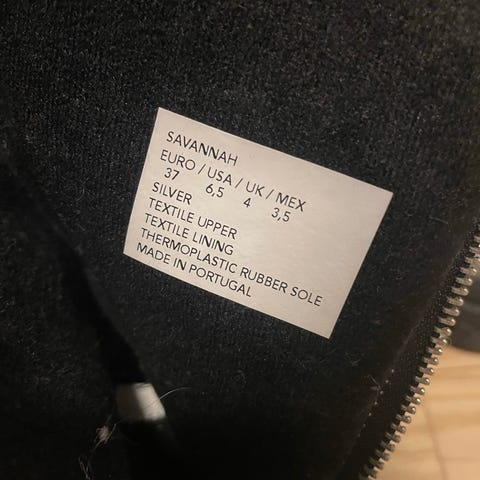 SAVANNAH
EURO / USA / UK / MEX
37 6,5 4 3,5
SILVER
TEXTILE UPPER
TEXTILE LINING
THERMOPLASTIC RUBBER SOLE
MADE IN PORTUGAL